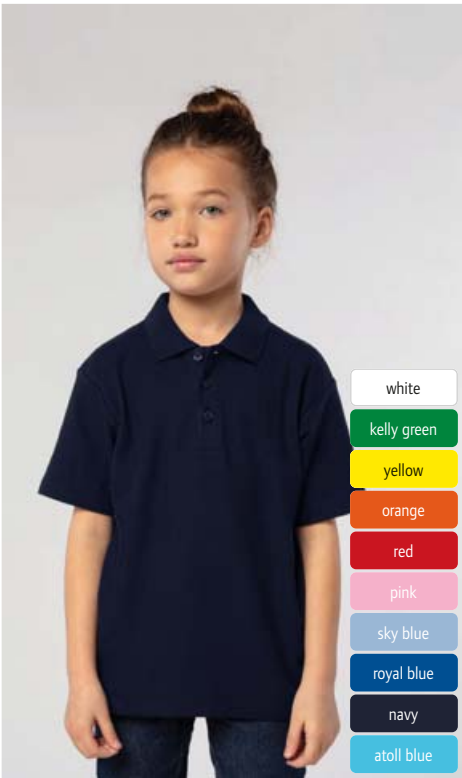 white
kelly green
yellow
orange
red
pink
sky blue
royal blue
navy
atoll blue